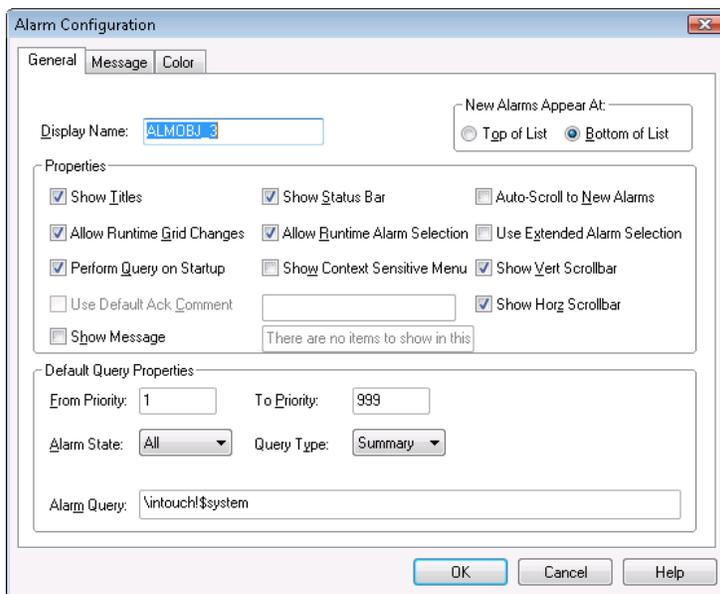 Alarm Configuration
General Message Color
New Alarms Appear At:
Display Name: ALMOBJ_3 Top of List Bottom of List
Properties
Show Titles Show Status Bar Auto-Scroll to New Alarms
Allow Runtime Grid Changes Allow Runtime Alarm Selection Use Extended Alarm Selection
Perform Query on Startup Show Context Sensitive Menu Show Vert Scrollbar
Use Default Ack Comment Show Horz Scrollbar
Show Message There are no items to show in this
Default Query Properties
From Priority: 1 To Priority: 999
Alarm State: All Query Type: Summary
Alarm Query: \intouch!$system
OK Cancel Help